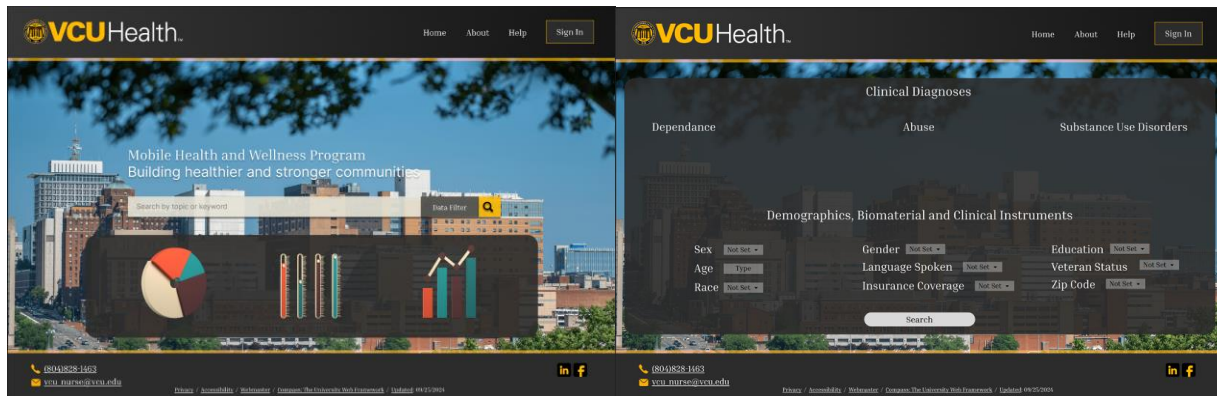 VCUHealth™
Home About Help Sign In
Mobile Health and Wellness Program
Building healthier and stronger communities
Search by topic or keyword Data Filter
(804)828-1463
vcu_nurse@vcu.edu
Privacy / Accessibility / Webmaster / Compass: The University Web Framework / Updated: 09/25/2024
in f
VCUHealth™
Home About Help Sign In
Clinical Diagnoses
Dependance Abuse Substance Use Disorders
Demographics, Biomaterial and Clinical Instruments
Sex Not Set Gender Not Set Education Not Set
Age Type Language Spoken Not Set Veteran Status Not Set
Race Not Set Insurance Coverage Not Set Zip Code Not Set
Search
(804)828-1463
vcu_nurse@vcu.edu
Privacy / Accessibility / Webmaster / Compass: The University Web Framework / Updated: 09/25/2024
in f